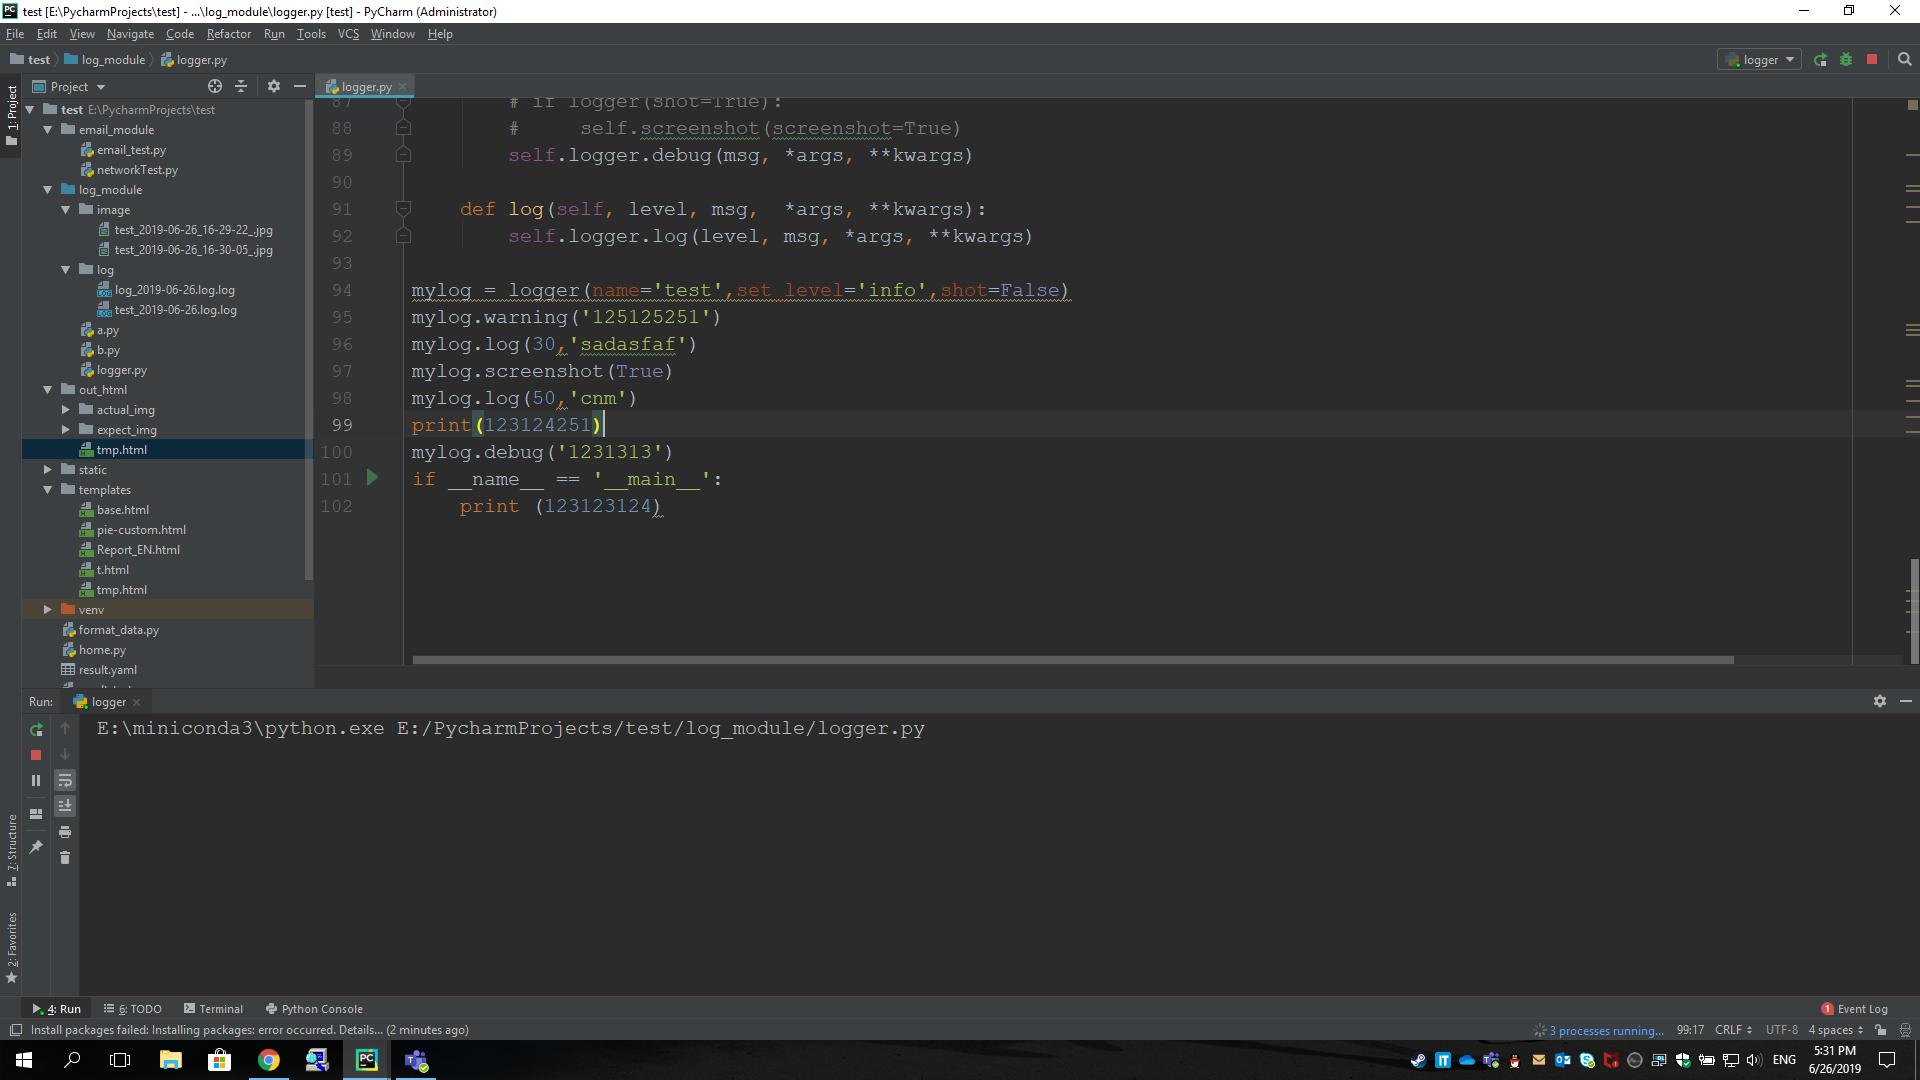 test [E:\PycharmProjects\test] - ...\log_module\logger.py [test] - PyCharm (Administrator)
File Edit View Navigate Code Refactor Run Tools VCS Window Help
test log_module logger.py
logger
1: Project
Project
logger.py
test E:\PycharmProjects\test
email_module
email_test.py
networkTest.py
log_module
image
test_2019-06-26_16-29-22_.jpg
test_2019-06-26_16-30-05_.jpg
log
log_2019-06-26.log.log
test_2019-06-26.log.log
a.py
b.py
logger.py
out_html
actual_img
expect_img
tmp.html
static
templates
base.html
pie-custom.html
Report_EN.html
t.html
tmp.html
venv
format_data.py
home.py
result.yaml
87 # if logger(shot=True):
88 # self.screenshot(screenshot=True)
89 self.logger.debug(msg, *args, **kwargs)
90
91 def log(self, level, msg, *args, **kwargs):
92 self.logger.log(level, msg, *args, **kwargs)
93
94 mylog = logger(name='test',set_level='info',shot=False)
95 mylog.warning('125125251')
96 mylog.log(30,'sadasfaf')
97 mylog.screenshot(True)
98 mylog.log(50,'cnm')
99 print(123124251)
100 mylog.debug('1231313')
101 if __name__ == '__main__':
102 print (123123124)
Run: logger
E:\miniconda3\python.exe E:/PycharmProjects/test/log_module/logger.py
7: Structure
2: Favorites
4: Run 6: TODO Terminal Python Console
1 Event Log
Install packages failed: Installing packages: error occurred. Details... (2 minutes ago)
3 processes running... 99:17 CRLF UTF-8 4 spaces
PC
ENG
5:31 PM
6/26/2019